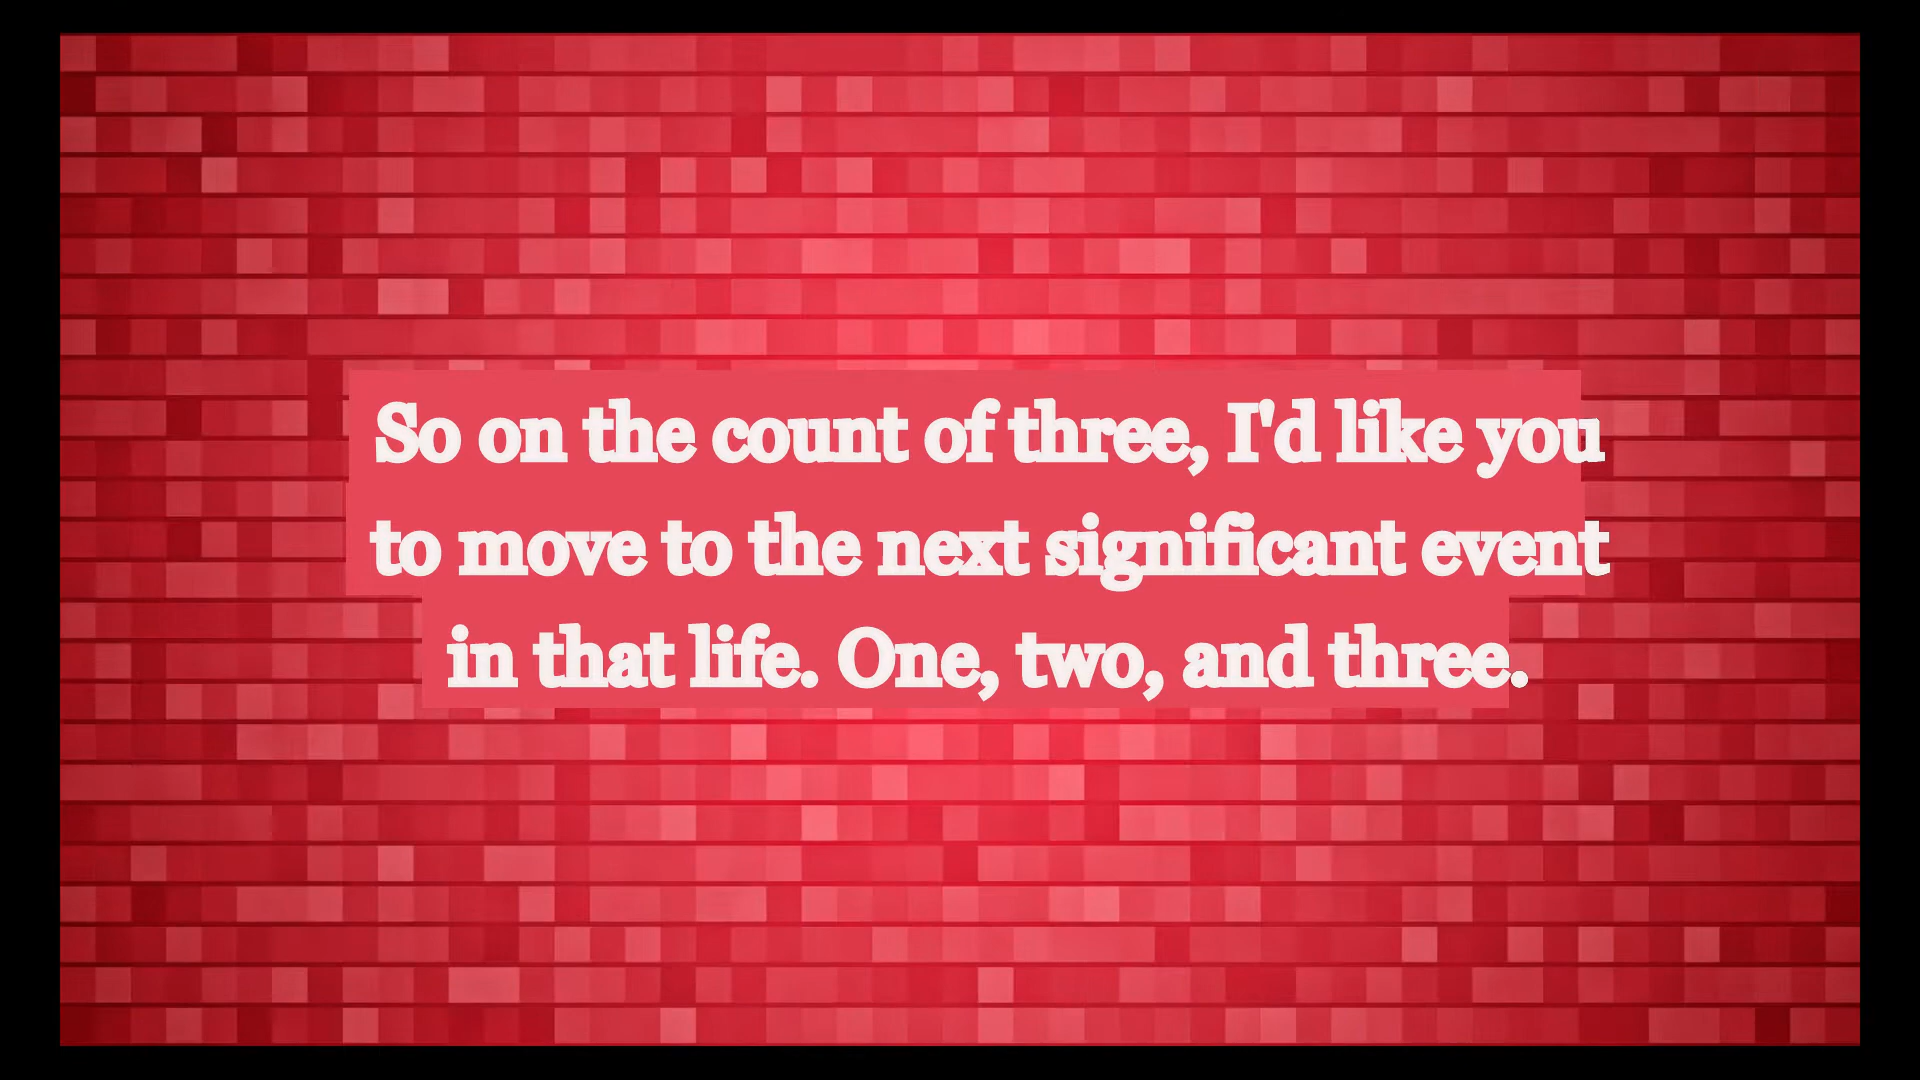 So on the count of three, I'd like you
to move to the next significant event
in that life. One, two, and three.